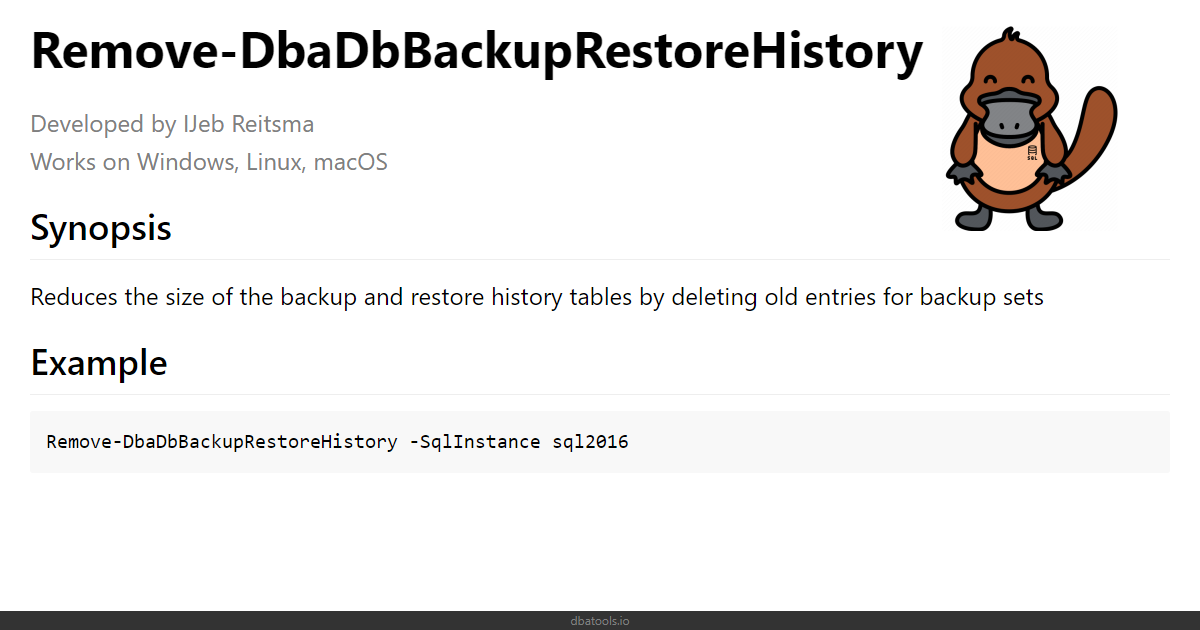 Remove-DbaDbBackupRestoreHistory
Developed by IJeb Reitsma
Works on Windows, Linux, macOS
SQL
Synopsis
Reduces the size of the backup and restore history tables by deleting old entries for backup sets
Example
Remove-DbaDbBackupRestoreHistory -SqlInstance sql2016
dbatools.io